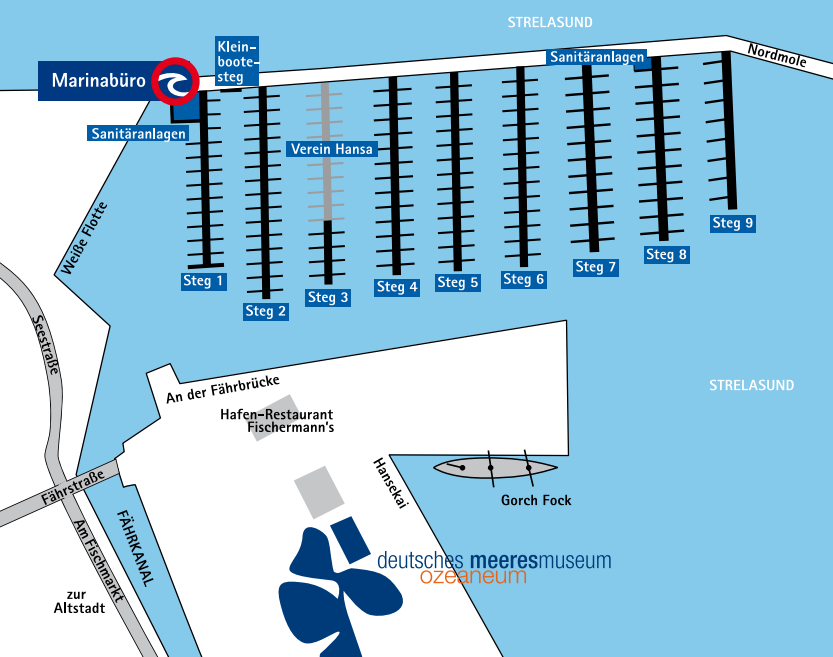 STRELASUND
Nordmole
Klein-
boote-
steg
Sanitäranlagen
Marinabüro
Sanitäranlagen
Verein Hansa
Weiße Flotte
Steg 1
Steg 2
Steg 3
Steg 4
Steg 5
Steg 6
Steg 7
Steg 8
Steg 9
Seestraße
STRELASUND
An der Fährbrücke
Hafen-Restaurant
Fischermann's
Hansekai
Gorch Fock
Fährstraße
FÄHRKANAL
Am Fischmarkt
deutsches meeresmuseum
ozeaneum
zur
Altstadt